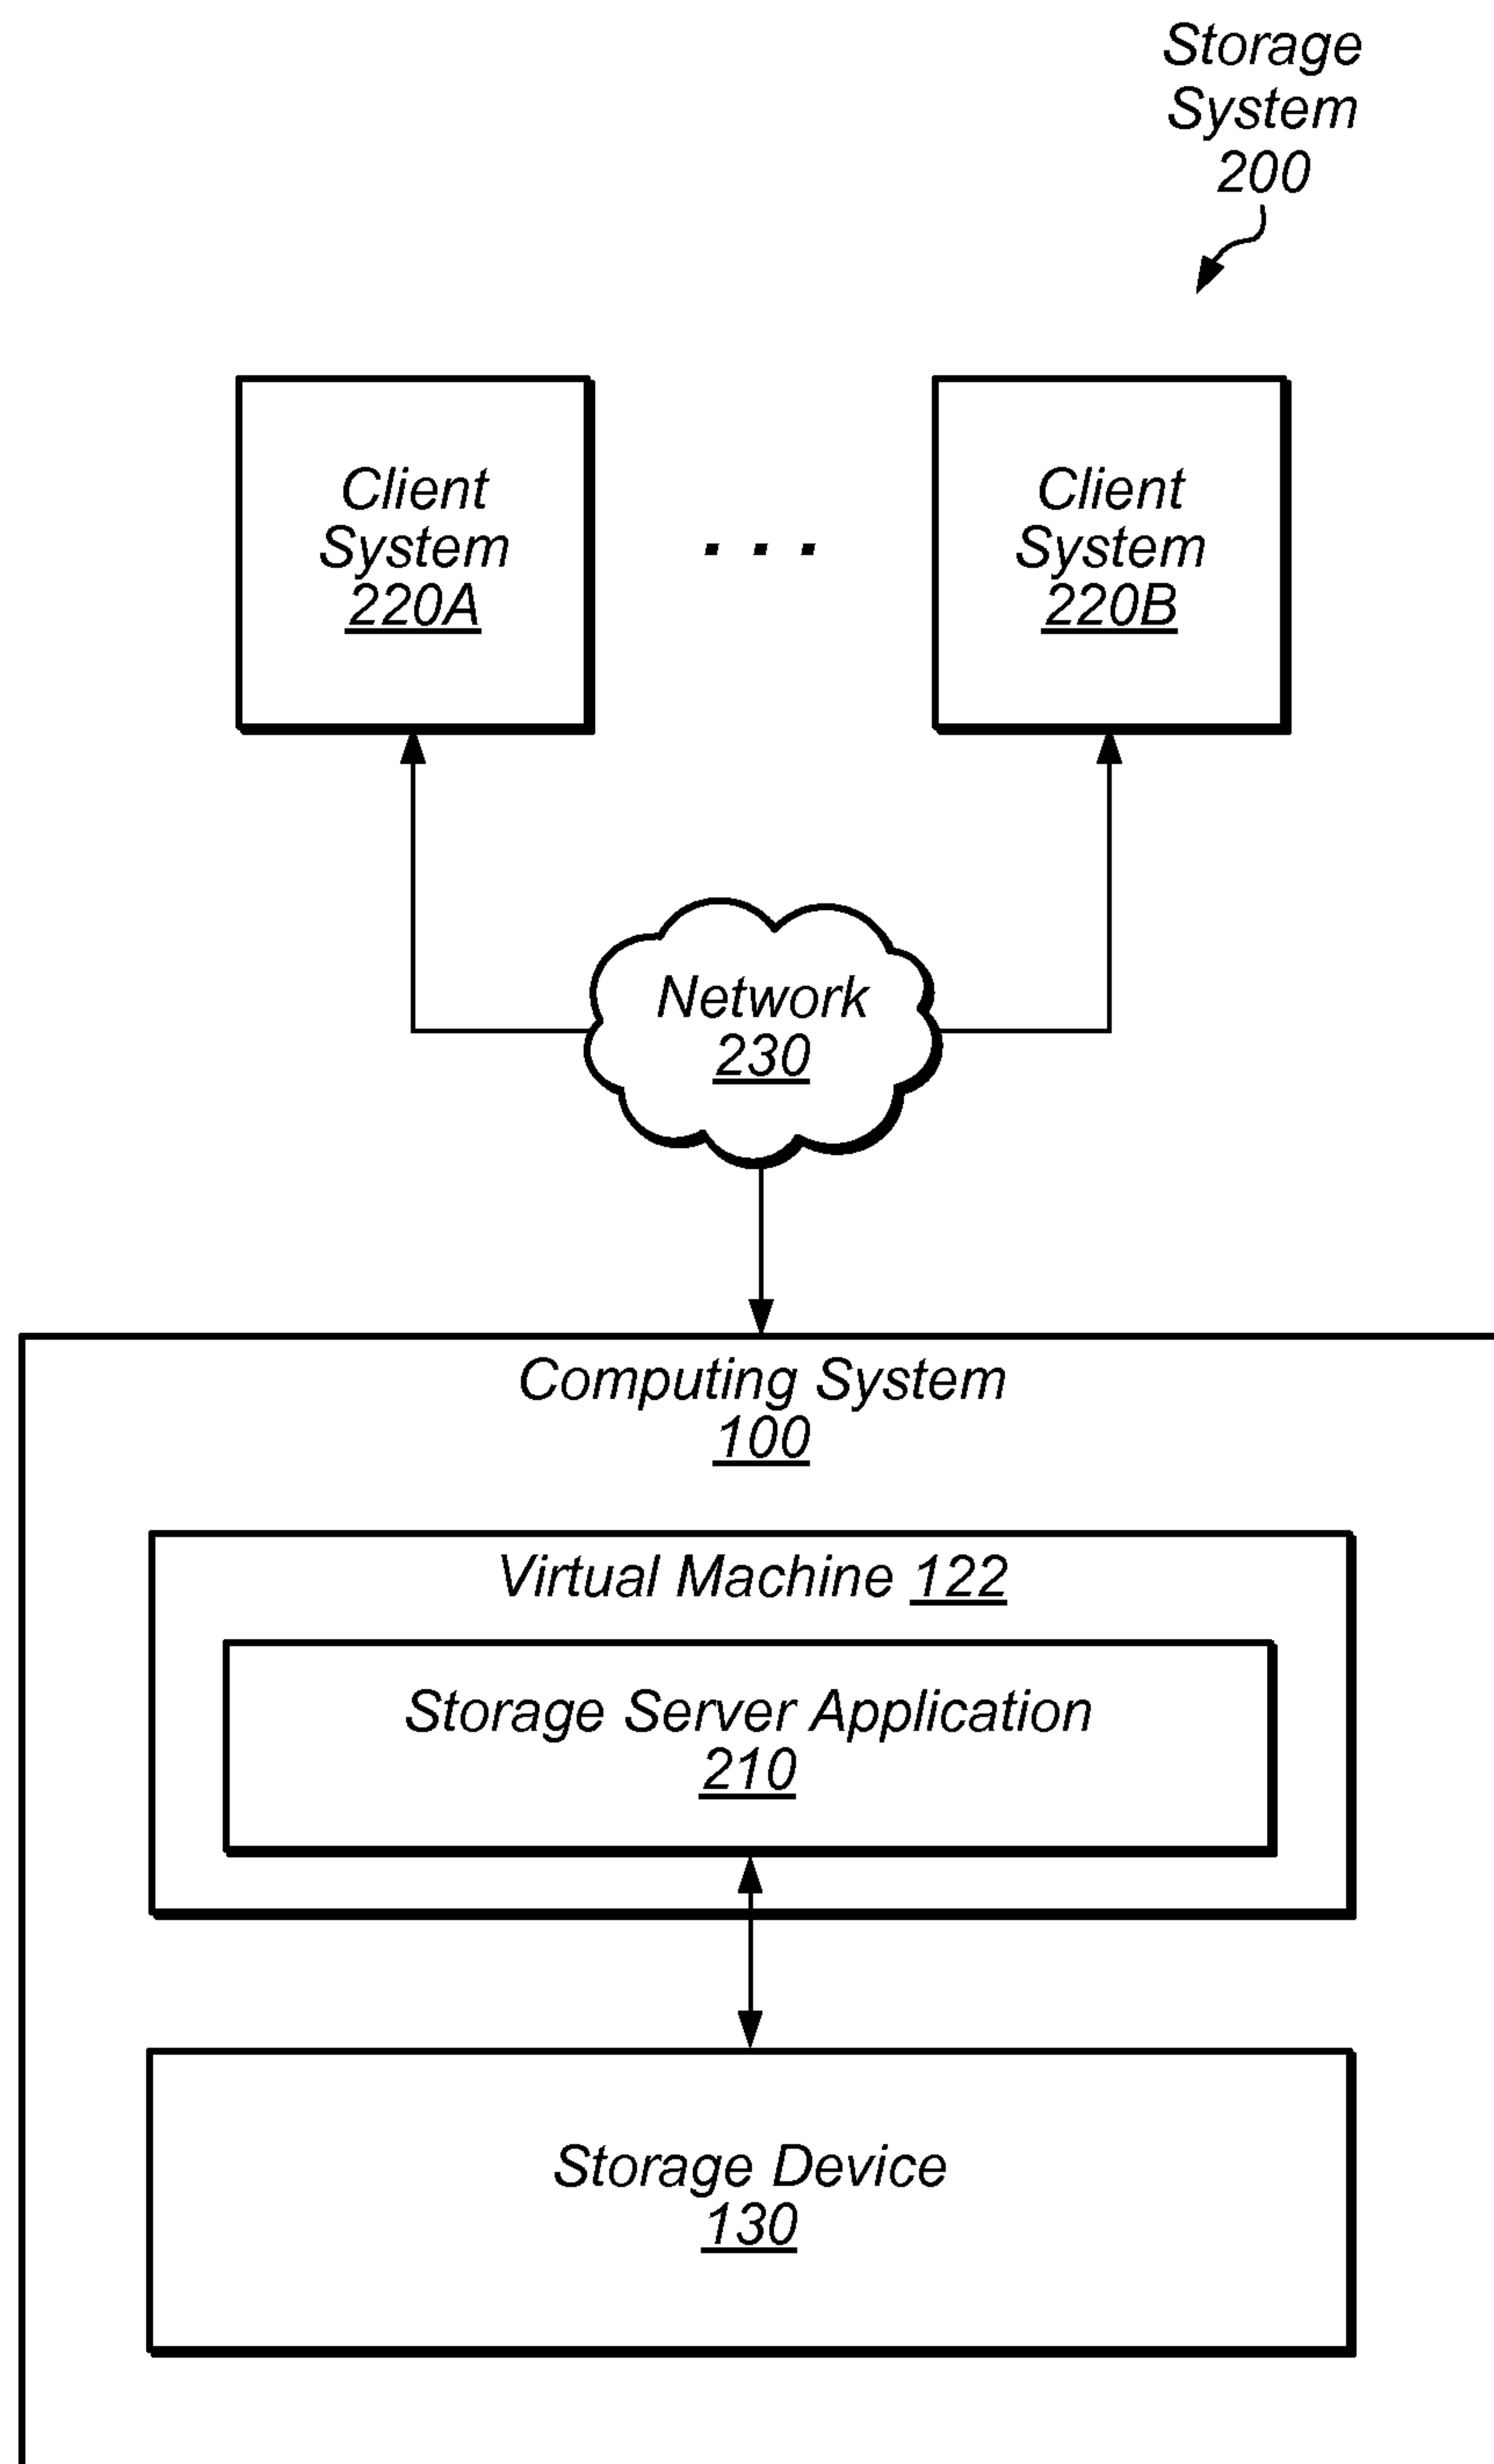 Storage
System
200
Client
System
220A
. . .
Client
System
220B
Network
230
Computing System
100
Virtual Machine 122
Storage Server Application
210
Storage Device
130